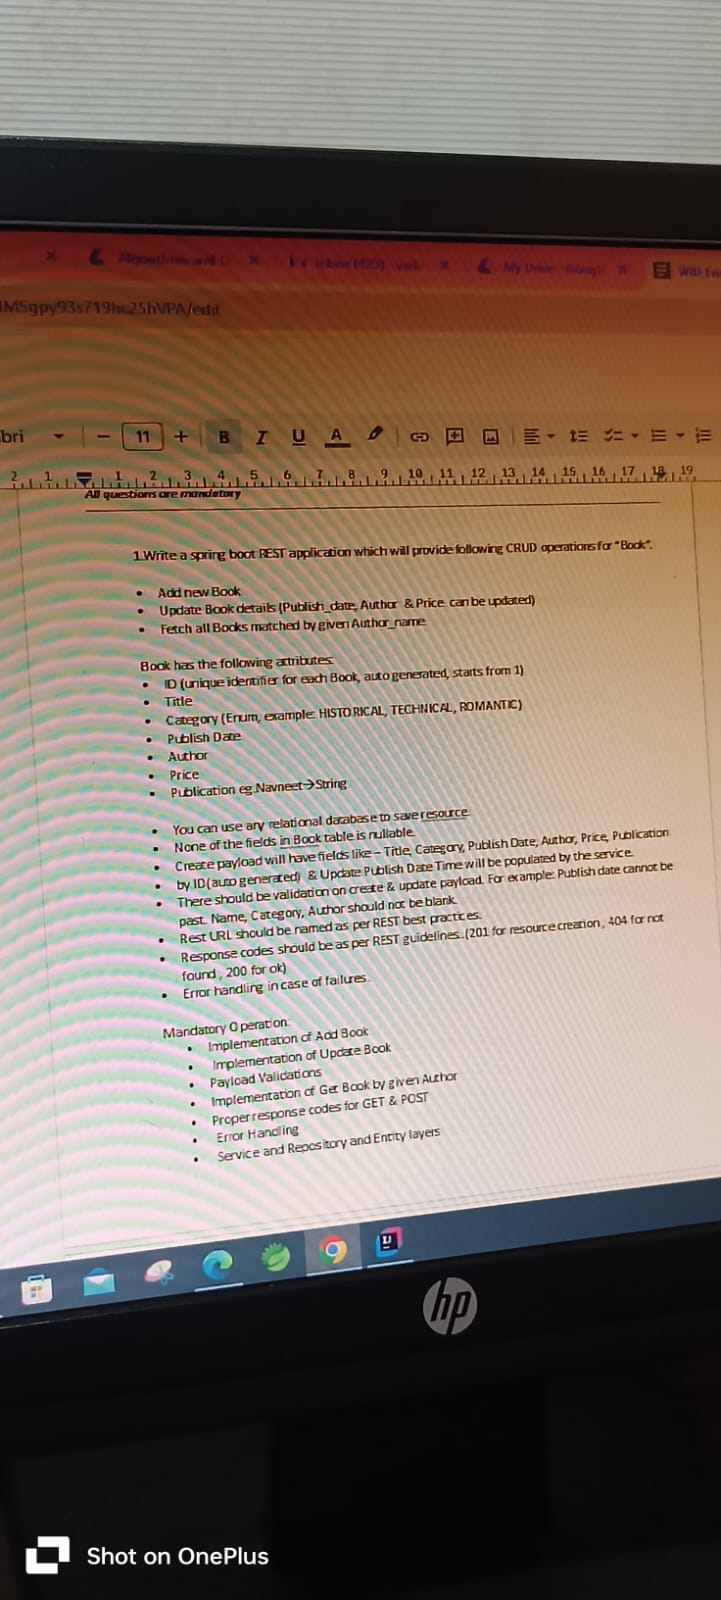 My Drive - Googl
MSgpy93s719hc25hVPA/edit
bri - 11 + B I U A
2 1 1 2 3 4 5 6 7 8 9 10 11 12 13 14 15 16 17 18 19
All questions are mandatory
1.Write a spring boot REST application which will provide following CRUD operations for "Book".
• Add new Book
• Update Book details (Publish_date, Author & Price can be updated)
• Fetch all Books matched by given Author_name
Book has the following attributes:
• ID (unique identifier for each Book, auto generated, starts from 1)
• Title
• Category (Enum, example: HISTORICAL, TECHNICAL, ROMANTIC)
• Publish Date
• Author
• Price
• Publication eg.Navneet→String
• You can use any relational database to save resource
• None of the fields in Book table is nullable
• Create payload will have fields like – Title, Category, Publish Date, Author, Price, Publication
• by ID(auto generated) & Update Publish Date Time will be populated by the service.
• There should be validation on create & update payload. For example: Publish date cannot be
past. Name, Category, Author should not be blank.
• Rest URL should be named as per REST best practices.
• Response codes should be as per REST guidelines..(201 for resource creation, 404 for not
found, 200 for ok)
• Error handling in case of failures.
Mandatory Operation:
• Implementation of Add Book
• Implementation of Update Book
• Payload Validations
• Implementation of Get Book by given Author
• Proper response codes for GET & POST
• Error Handling
• Service and Repository and Entity layers
IJ
hp
Shot on OnePlus